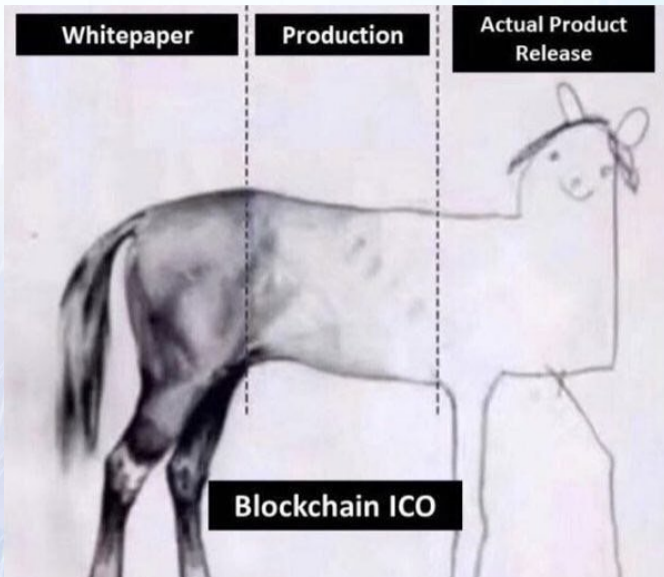 Whitepaper
Production
Actual Product
Release
Blockchain ICO